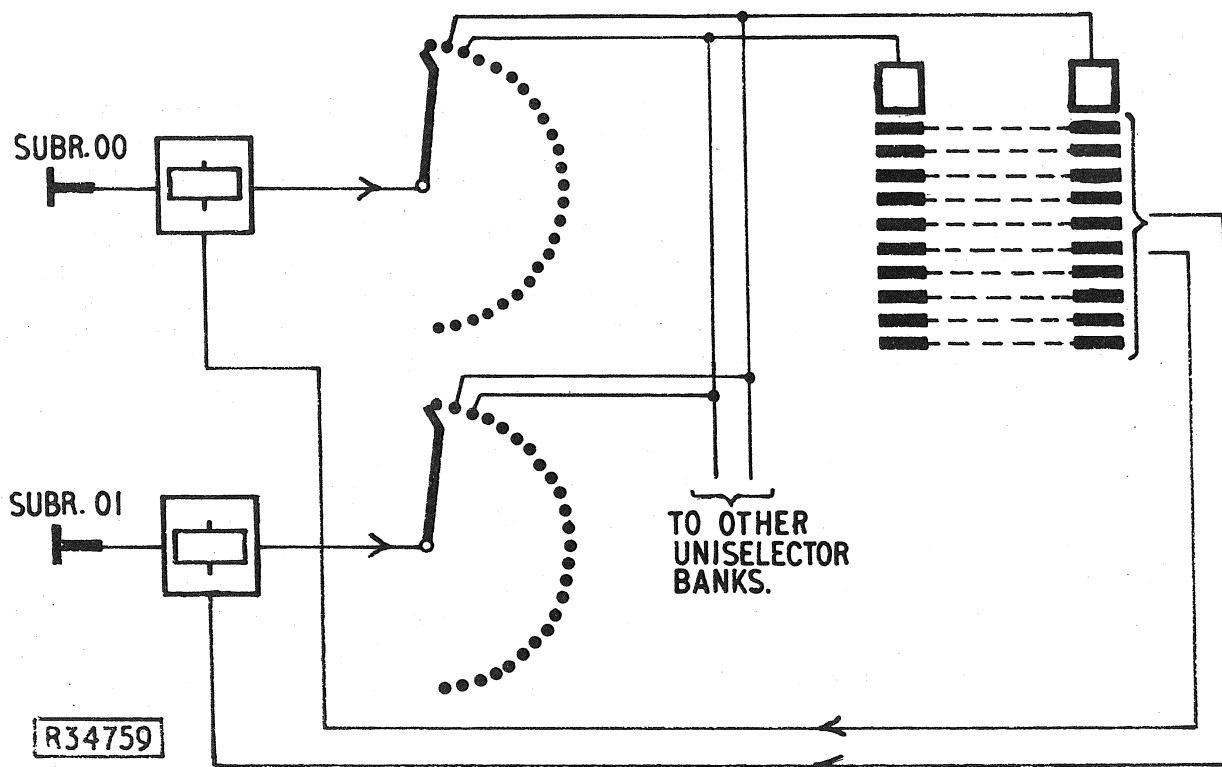 SUBR. 00
SUBR. 01
TO OTHER
UNISELECTOR
BANKS.
R34759